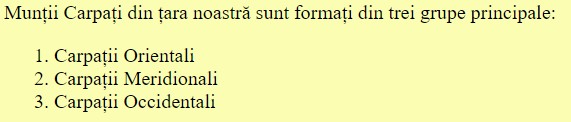 Munții Carpați din țara noastră sunt formați din trei grupe principale:
1. Carpații Orientali
2. Carpații Meridionali
3. Carpații Occidentali